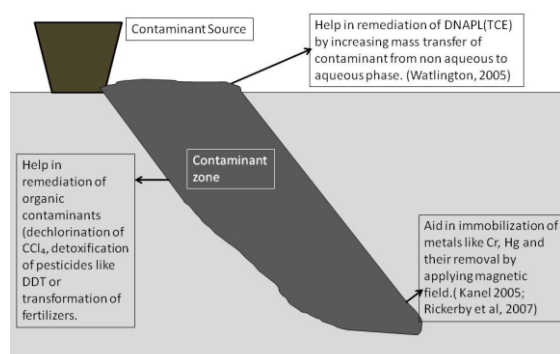 Contaminant Source
Help in remediation of DNAPL(TCE)
by increasing mass transfer of
contaminant from non aqueous to
aqueous phase. (Watlington, 2005)
Contaminant
zone
Help in
remediation of
organic
contaminants
(dechlorination of
CCl₄, detoxification
of pesticides like
DDT or
transformation of
fertilizers.
Aid in immobilization of
metals like Cr, Hg and
their removal by
applying magnetic
field.( Kanel 2005;
Rickerby et al, 2007)